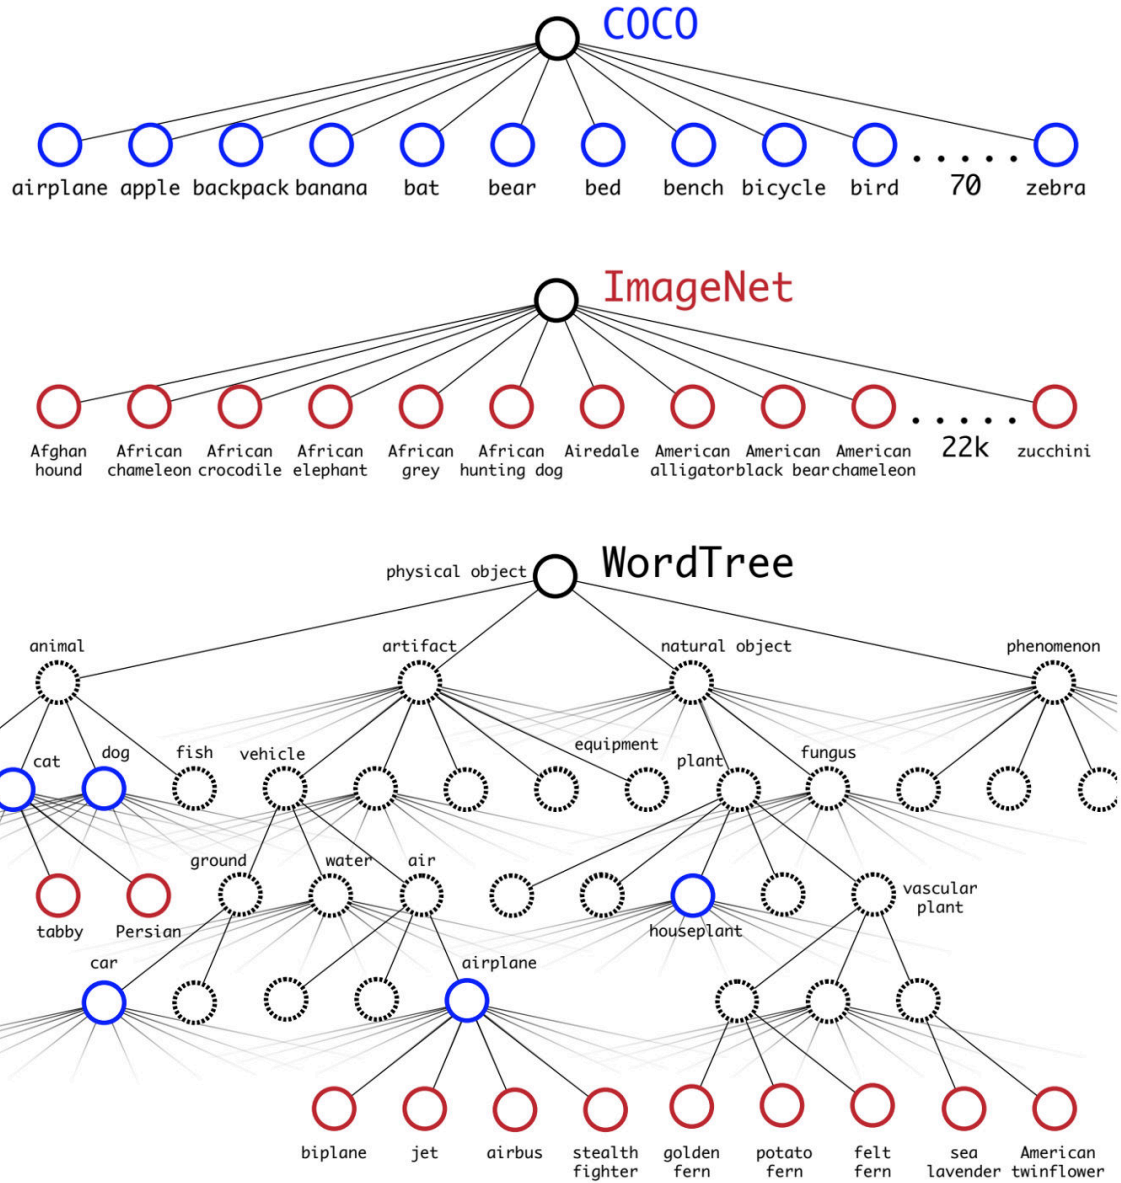 COCO
airplane apple backpack banana bat bear bed bench bicycle bird 70 zebra
ImageNet
Afghan hound
African chameleon
African crocodile
African elephant
African grey
African hunting dog
Airedale
American alligator
American black bear
American chameleon
22k
zucchini
WordTree
physical object
animal artifact natural object phenomenon
cat dog fish vehicle equipment plant fungus
ground water air
tabby Persian houseplant vascular plant
car airplane
biplane jet airbus
stealth fighter
golden fern
potato fern
felt fern
sea lavender
American twinflower